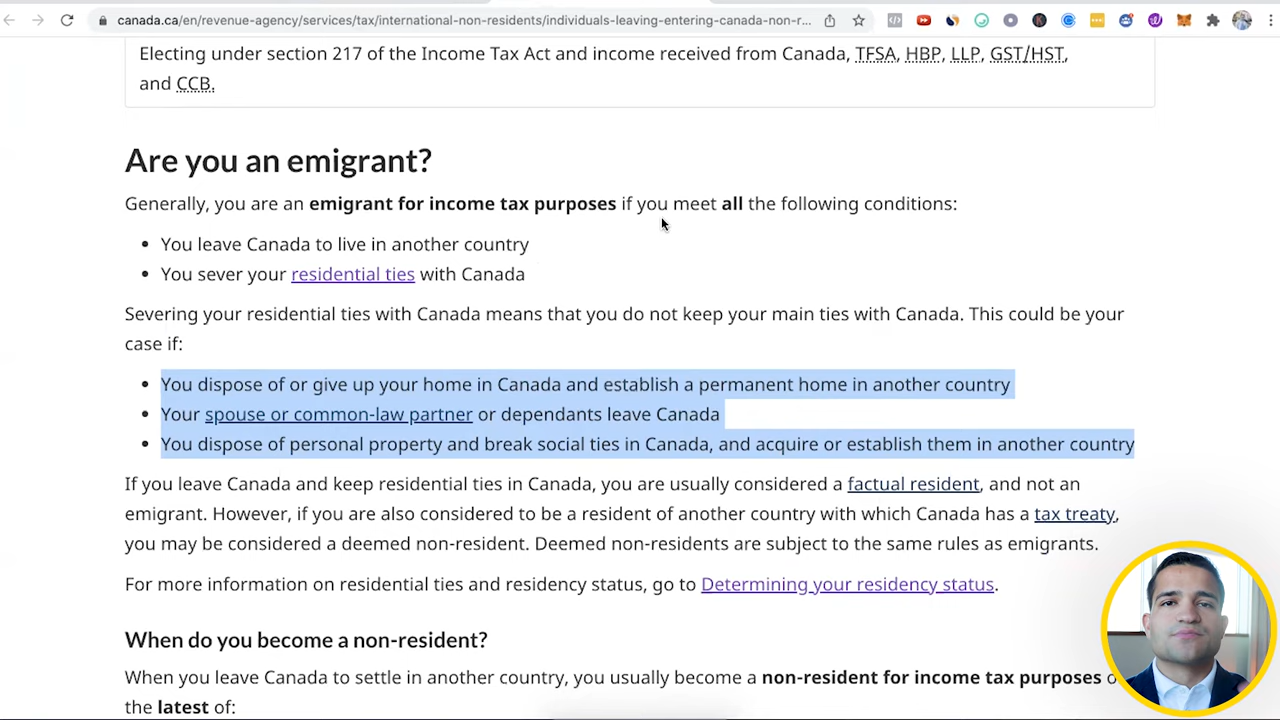 canada.ca/en/revenue-agency/services/tax/international-non-residents/individuals-leaving-entering-canada-non-r...
Electing under section 217 of the Income Tax Act and income received from Canada, TFSA, HBP, LLP, GST/HST,
and CCB.
Are you an emigrant?
Generally, you are an emigrant for income tax purposes if you meet all the following conditions:
• You leave Canada to live in another country
• You sever your residential ties with Canada
Severing your residential ties with Canada means that you do not keep your main ties with Canada. This could be your
case if:
• You dispose of or give up your home in Canada and establish a permanent home in another country
• Your spouse or common-law partner or dependants leave Canada
• You dispose of personal property and break social ties in Canada, and acquire or establish them in another country
If you leave Canada and keep residential ties in Canada, you are usually considered a factual resident, and not an
emigrant. However, if you are also considered to be a resident of another country with which Canada has a tax treaty,
you may be considered a deemed non-resident. Deemed non-residents are subject to the same rules as emigrants.
For more information on residential ties and residency status, go to Determining your residency status.
When do you become a non-resident?
When you leave Canada to settle in another country, you usually become a non-resident for income tax purposes
the latest of: